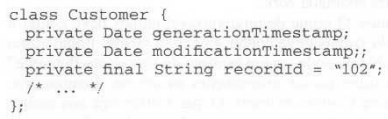 class Customer {
  private Date generationTimestamp;
  private Date modificationTimestamp;;
  private final String recordId = "102";
  /* ... */
};